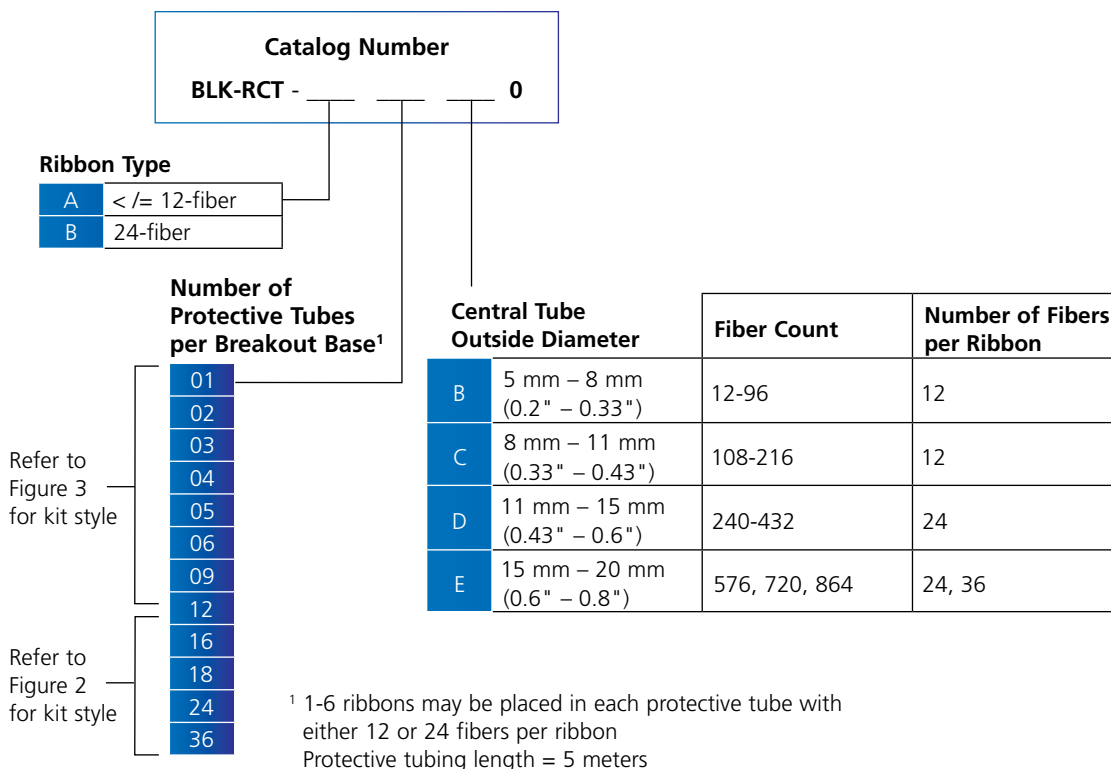 Catalog Number
BLK-RCT - ____ ____ ____ 0
Ribbon Type
A < /= 12-fiber
B 24-fiber
Number of
Protective Tubes
per Breakout Base¹
01
02
03
04
05
06
09
12
16
18
24
36
Refer to
Figure 3
for kit style
Refer to
Figure 2
for kit style
Central Tube
Outside Diameter
Fiber Count
Number of Fibers
per Ribbon
B 5 mm – 8 mm
(0.2" – 0.33")
12-96
12
C 8 mm – 11 mm
(0.33" – 0.43")
108-216
12
D 11 mm – 15 mm
(0.43" – 0.6")
240-432
24
E 15 mm – 20 mm
(0.6" – 0.8")
576, 720, 864
24, 36
¹ 1-6 ribbons may be placed in each protective tube with
either 12 or 24 fibers per ribbon
Protective tubing length = 5 meters